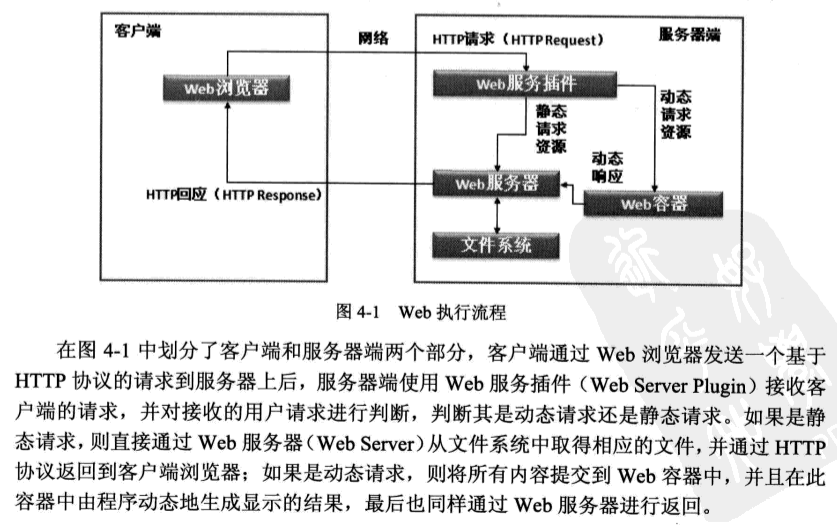 客户端
网络
HTTP请求（HTTP Request）
服务器端
Web浏览器
Web服务插件
静态
请求
资源
动态
请求
资源
动态
响应
HTTP回应（HTTP Response）
Web服务器
Web容器
文件系统
图 4-1 Web 执行流程
在图 4-1 中划分了客户端和服务器端两个部分，客户端通过 Web 浏览器发送一个基于
HTTP 协议的请求到服务器上后，服务器端使用 Web 服务插件（Web Server Plugin）接收客
户端的请求，并对接收的用户请求进行判断，判断其是动态请求还是静态请求。如果是静
态请求，则直接通过 Web 服务器（Web Server）从文件系统中取得相应的文件，并通过 HTTP
协议返回到客户端浏览器；如果是动态请求，则将所有内容提交到 Web 容器中，并且在此
容器中由程序动态地生成显示的结果，最后也同样通过 Web 服务器进行返回。